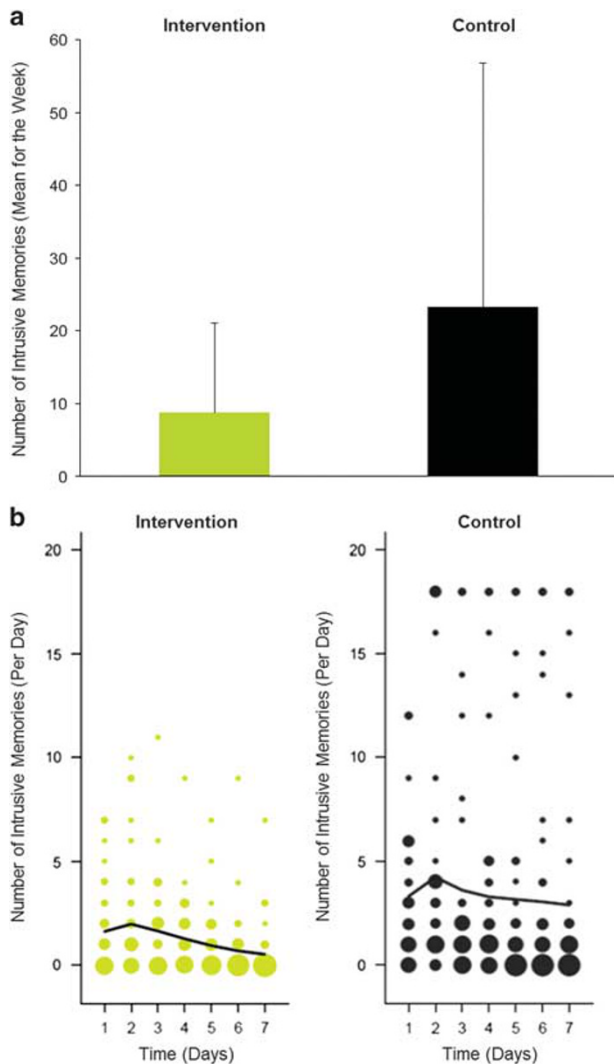 a
Intervention Control
Number of Intrusive Memories (Mean for the Week)
60
50
40
30
20
10
0
b
Intervention
Number of Intrusive Memories (Per Day)
20
15
10
5
0
1 2 3 4 5 6 7
Time (Days)
Control
Number of Intrusive Memories (Per Day)
20
15
10
5
0
1 2 3 4 5 6 7
Time (Days)